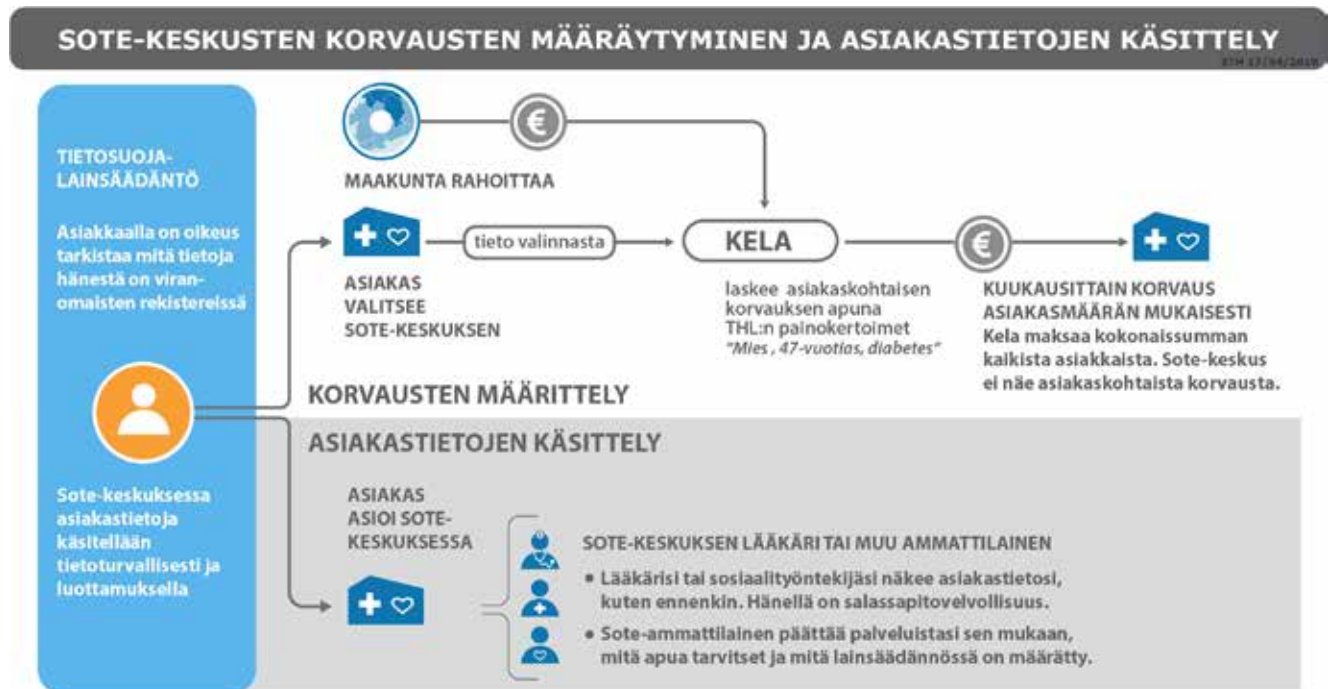 SOTE-KESKUSTEN KORVAUSTEN MÄÄRÄYTYMINEN JA ASIAKASTIETOJEN KÄSITTELY
STM 17/04/2018
TIETOSUOJA-
LAINSÄÄDÄNTÖ
Asiakkaalla on oikeus
tarkistaa mitä tietoja
hänestä on viran-
omaisten rekistereissä
Sote-keskuksessa
asiakastietoja
käsitellään
tietoturvallisesti ja
luottamuksella
€
MAAKUNTA RAHOITTAA
tieto valinnasta
ASIAKAS
VALITSEE
SOTE-KESKUKSEN
KELA
laskee asiakaskohtaisen
korvauksen apuna
THL:n painokertoimet
"Mies , 47-vuotias, diabetes"
€
KUUKAUSITTAIN KORVAUS
ASIAKASMÄÄRÄN MUKAISESTI
Kela maksaa kokonaissumman
kaikista asiakkaista. Sote-keskus
ei näe asiakaskohtaista korvausta.
KORVAUSTEN MÄÄRITTELY
ASIAKASTIETOJEN KÄSITTELY
ASIAKAS
ASIOI SOTE-
KESKUKSESSA
SOTE-KESKUKSEN LÄÄKÄRI TAI MUU AMMATTILAINEN
• Lääkärisi tai sosiaalityöntekijäsi näkee asiakastietosi,
kuten ennenkin. Hänellä on salassapitovelvollisuus.
• Sote-ammattilainen päättää palveluistasi sen mukaan,
mitä apua tarvitset ja mitä lainsäädännössä on määrätty.